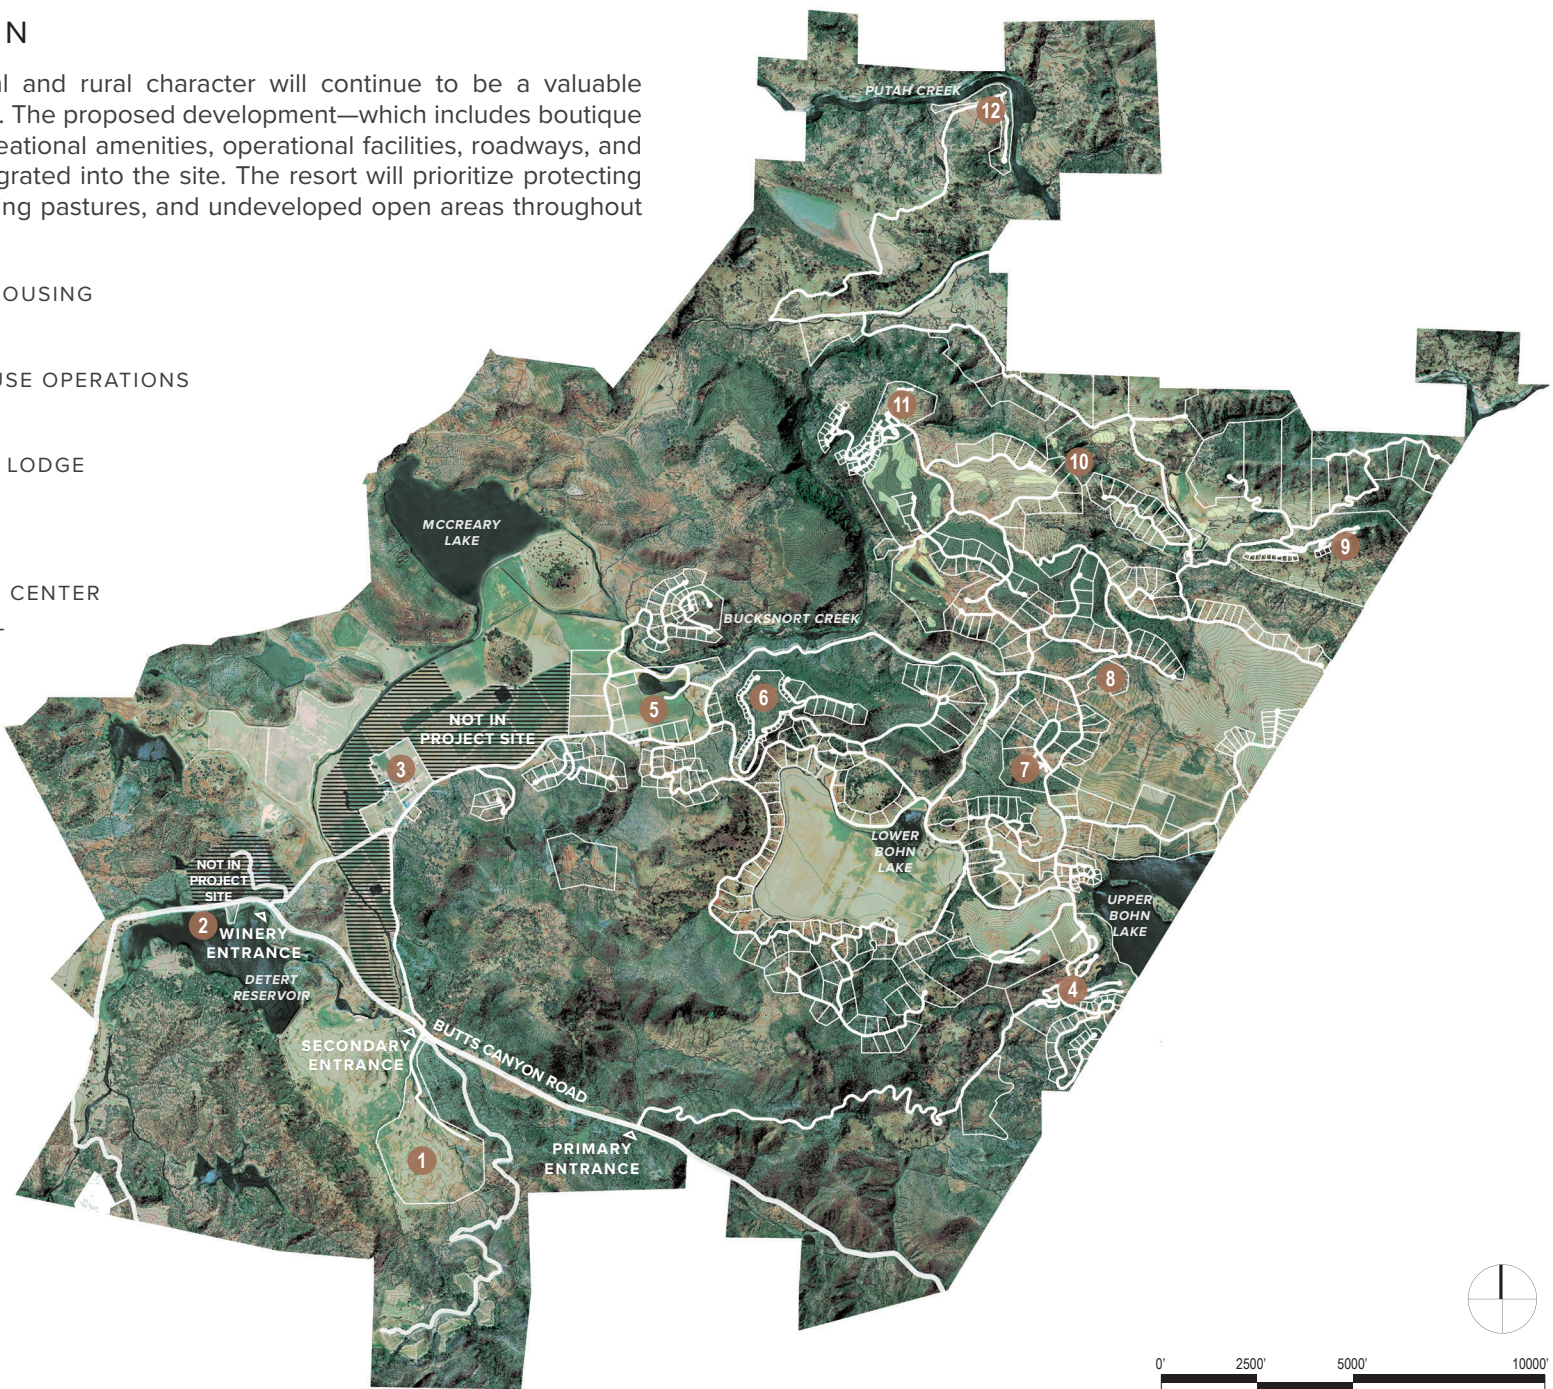 N
l and rural character will continue to be a valuable
. The proposed development—which includes boutique
eational amenities, operational facilities, roadways, and
grated into the site. The resort will prioritize protecting
ing pastures, and undeveloped open areas throughout
OUSING
USE OPERATIONS
LODGE
CENTER
PUTAH CREEK
12
11
10
9
MCCREARY
LAKE
BUCKSNORT CREEK
8
6
5
NOT IN
PROJECT SITE
3
7
LOWER
BOHN
LAKE
NOT IN
PROJECT
SITE
UPPER
BOHN
LAKE
2
WINERY
ENTRANCE
DETERT
RESERVOIR
4
SECONDARY
ENTRANCE
BUTTS CANYON ROAD
PRIMARY
ENTRANCE
1
0' 2500' 5000' 10000'